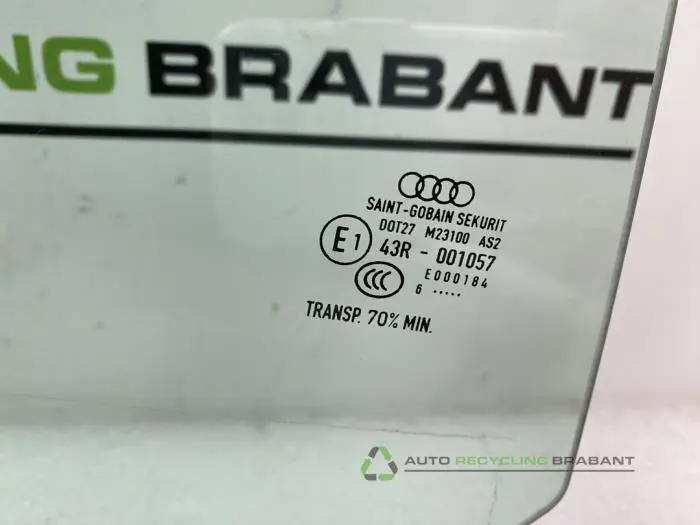 NG BRABANT
SAINT-GOBAIN SEKURIT
DOT27 M23100 AS2
E1 43R - 001057
CCC E000184
6 .....
TRANSP. 70% MIN.
AUTO RECYCLING BRABANT